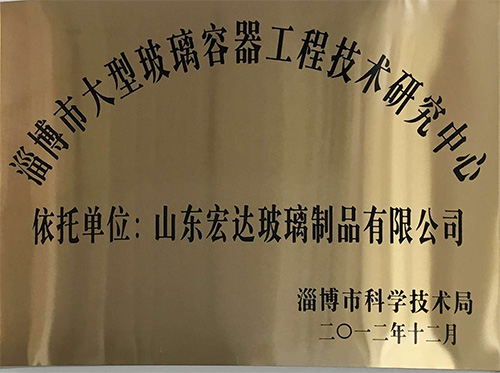 淄博市大型玻璃容器工程技术研究中心
依托单位：山东宏达玻璃制品有限公司
淄博市科学技术局
二〇一二年十二月